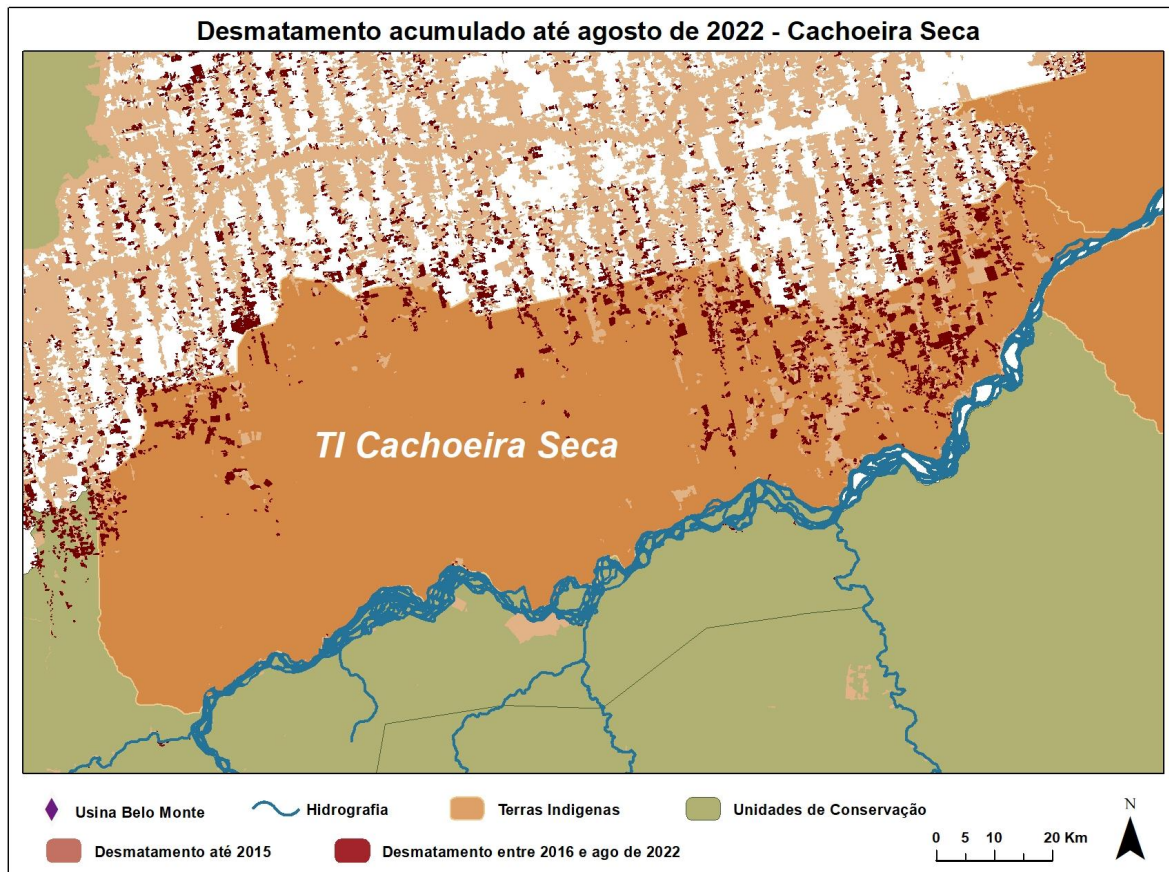 Desmatamento acumulado até agosto de 2022 - Cachoeira Seca
TI Cachoeira Seca
Usina Belo Monte
Hidrografia
Terras Indigenas
Unidades de Conservação
Desmatamento até 2015
Desmatamento entre 2016 e ago de 2022
0 5 10 20 Km
N